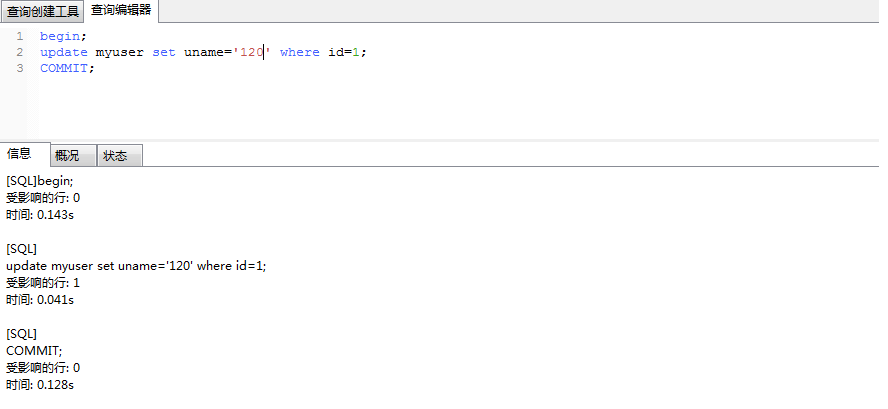 查询创建工具 查询编辑器
1 begin;
2 update myuser set uname='120' where id=1;
3 COMMIT;
信息 概况 状态
[SQL]begin;
受影响的行: 0
时间: 0.143s
[SQL]
update myuser set uname='120' where id=1;
受影响的行: 1
时间: 0.041s
[SQL]
COMMIT;
受影响的行: 0
时间: 0.128s